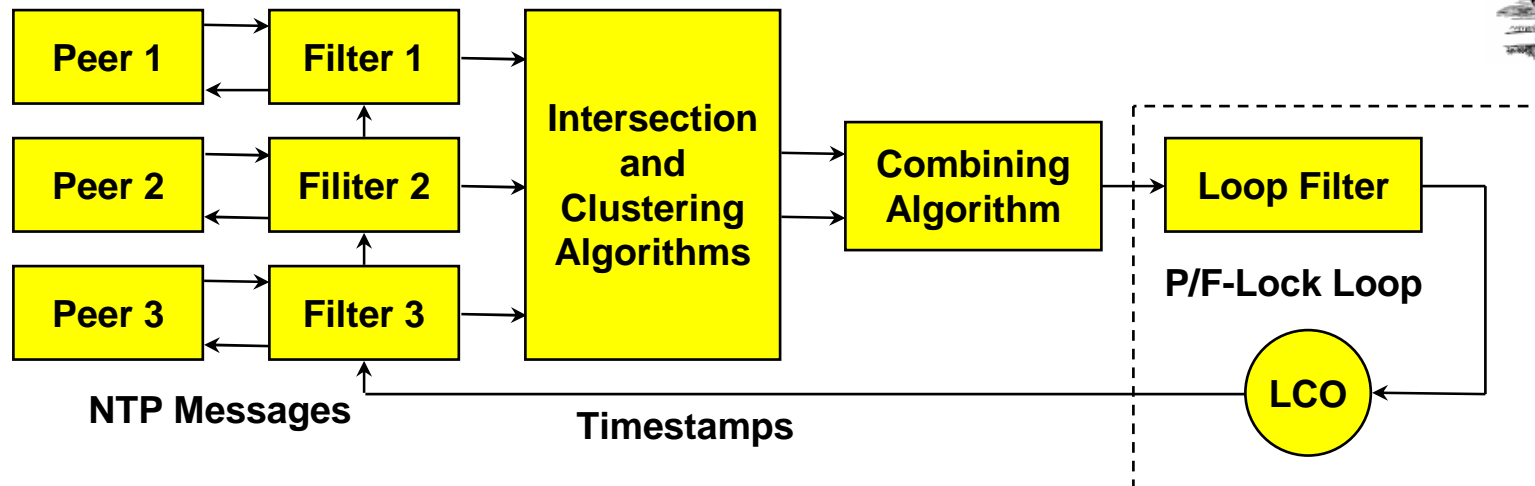 Peer 1
Filter 1
Peer 2
Filiter 2
Peer 3
Filter 3
Intersection
and
Clustering
Algorithms
Combining
Algorithm
Loop Filter
P/F-Lock Loop
LCO
NTP Messages
Timestamps